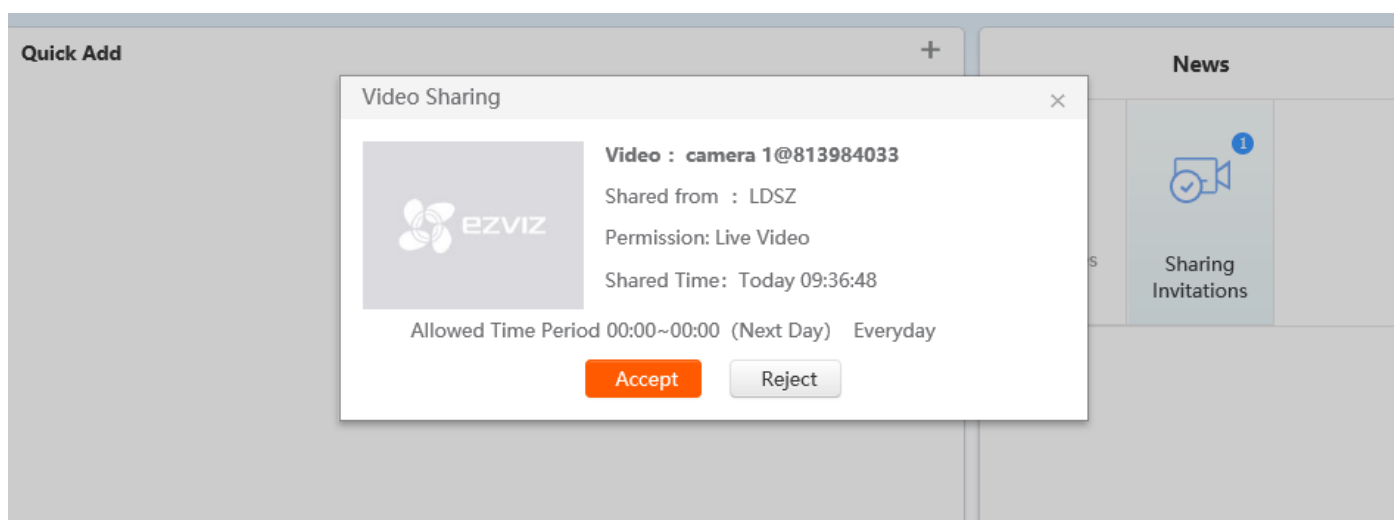 Quick Add
+
News
Video Sharing
×
Video : camera 1@813984033
Shared from : LDSZ
Permission: Live Video
Shared Time: Today 09:36:48
ezviz
Allowed Time Period 00:00~00:00 (Next Day) Everyday
Accept
Reject
1
s
Sharing
Invitations